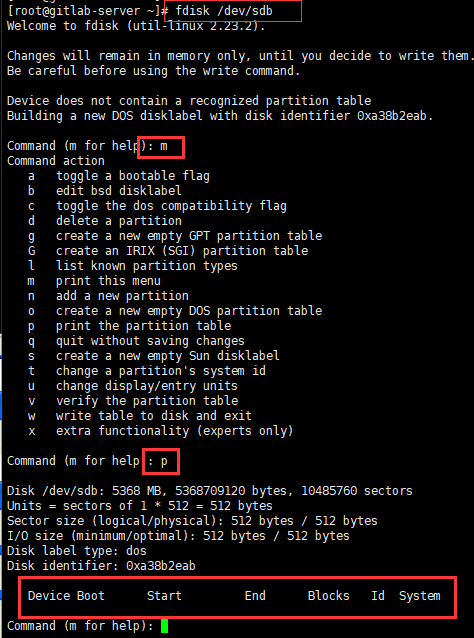 [root@gitlab-server ~]# fdisk /dev/sdb
Welcome to fdisk (util-linux 2.23.2).
Changes will remain in memory only, until you decide to write them.
Be careful before using the write command.
Device does not contain a recognized partition table
Building a new DOS disklabel with disk identifier 0xa38b2eab.
Command (m for help): m
Command action
a   toggle a bootable flag
b   edit bsd disklabel
c   toggle the dos compatibility flag
d   delete a partition
g   create a new empty GPT partition table
G   create an IRIX (SGI) partition table
l   list known partition types
m   print this menu
n   add a new partition
o   create a new empty DOS partition table
p   print the partition table
q   quit without saving changes
s   create a new empty Sun disklabel
t   change a partition's system id
u   change display/entry units
v   verify the partition table
w   write table to disk and exit
x   extra functionality (experts only)
Command (m for help): p
Disk /dev/sdb: 5368 MB, 5368709120 bytes, 10485760 sectors
Units = sectors of 1 * 512 = 512 bytes
Sector size (logical/physical): 512 bytes / 512 bytes
I/O size (minimum/optimal): 512 bytes / 512 bytes
Disk label type: dos
Disk identifier: 0xa38b2eab
Device Boot      Start         End      Blocks   Id  System
Command (m for help):